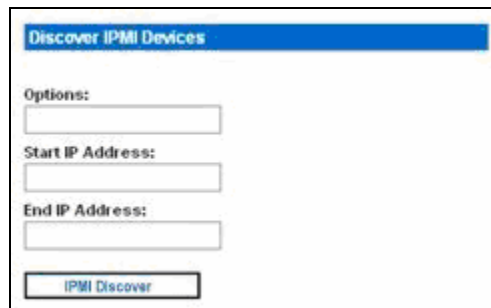 Discover IPMI Devices
Options:
Start IP Address:
End IP Address:
IPMI Discover